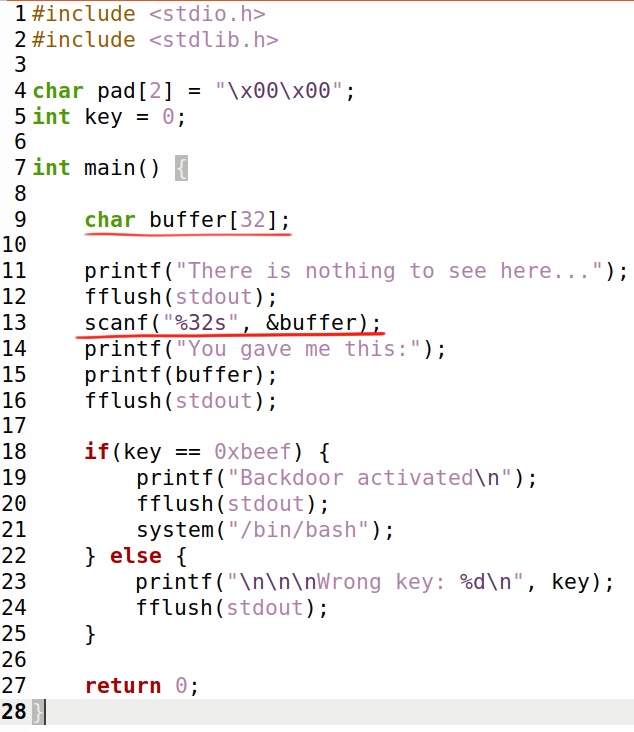 1 #include <stdio.h>
2 #include <stdlib.h>
3
4 char pad[2] = "\x00\x00";
5 int key = 0;
6
7 int main() {
8
9     char buffer[32];
10
11     printf("There is nothing to see here...");
12     fflush(stdout);
13     scanf("%32s", &buffer);
14     printf("You gave me this:");
15     printf(buffer);
16     fflush(stdout);
17
18     if(key == 0xbeef) {
19         printf("Backdoor activated\n");
20         fflush(stdout);
21         system("/bin/bash");
22     } else {
23         printf("\n\n\nWrong key: %d\n", key);
24         fflush(stdout);
25     }
26
27     return 0;
28 }